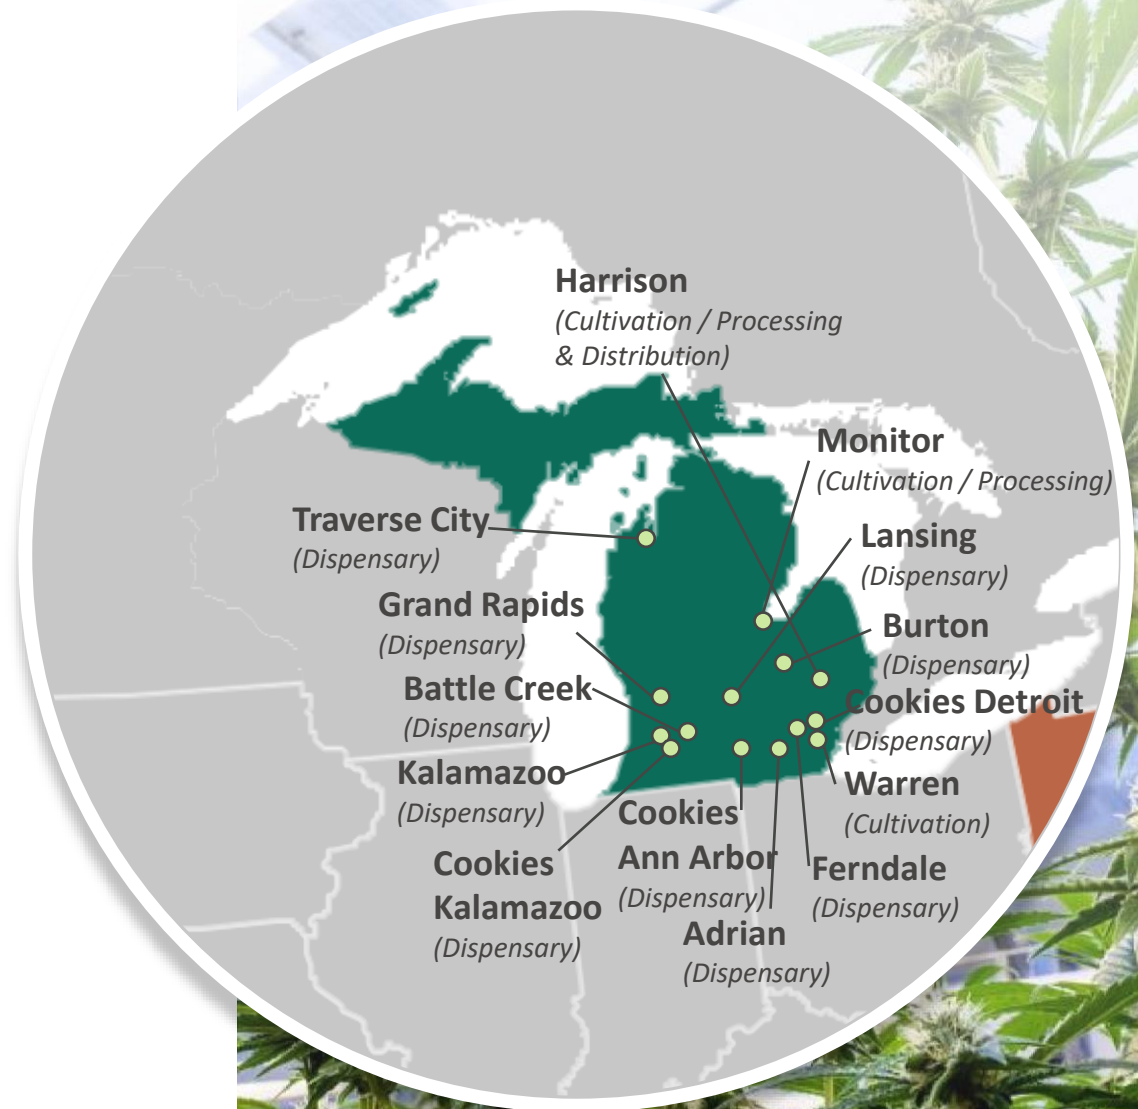 Harrison
(Cultivation / Processing
& Distribution)
Monitor
(Cultivation / Processing)
Traverse City
(Dispensary)
Lansing
(Dispensary)
Grand Rapids
(Dispensary)
Burton
(Dispensary)
Battle Creek
(Dispensary)
Cookies Detroit
(Dispensary)
Kalamazoo
(Dispensary)
Warren
(Cultivation)
Cookies
Ann Arbor
(Dispensary)
Cookies
Kalamazoo
(Dispensary)
Ferndale
(Dispensary)
Adrian
(Dispensary)